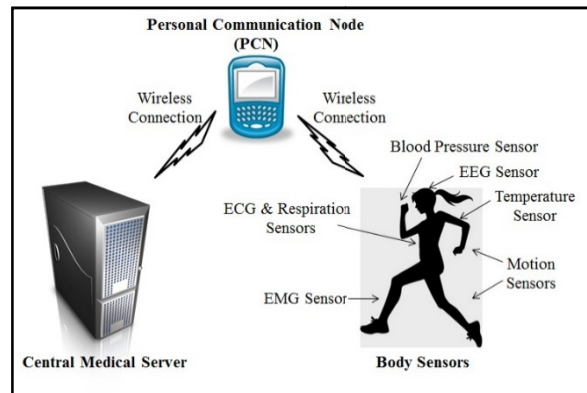 Personal Communication Node
(PCN)
Wireless
Connection
Wireless
Connection
Blood Pressure Sensor
EEG Sensor
Temperature
Sensor
ECG & Respiration
Sensors
Motion
Sensors
EMG Sensor
Central Medical Server
Body Sensors